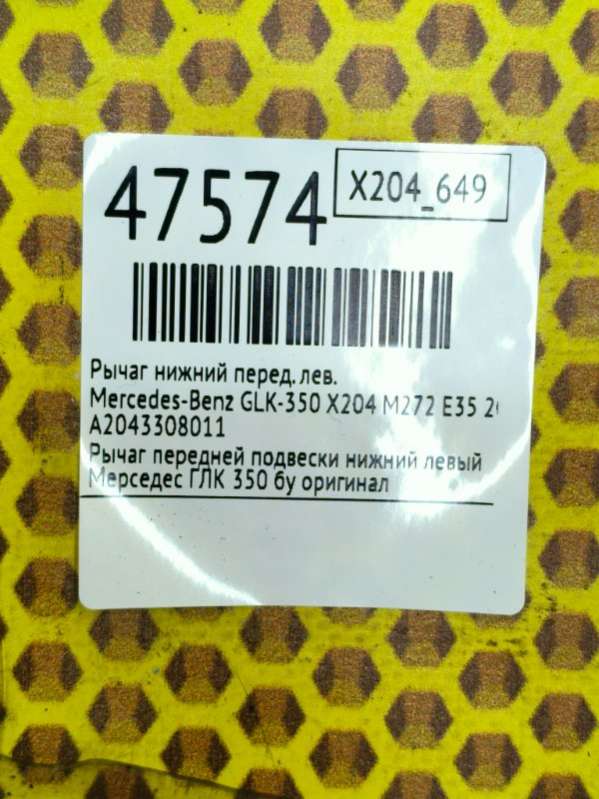 47574
X204_649
Рычаг нижний перед. лев.
Mercedes-Benz GLK-350 X204 M272 E35
A2043308011
Рычаг передней подвески нижний левый
Мерседес ГЛК 350 бу оригинал